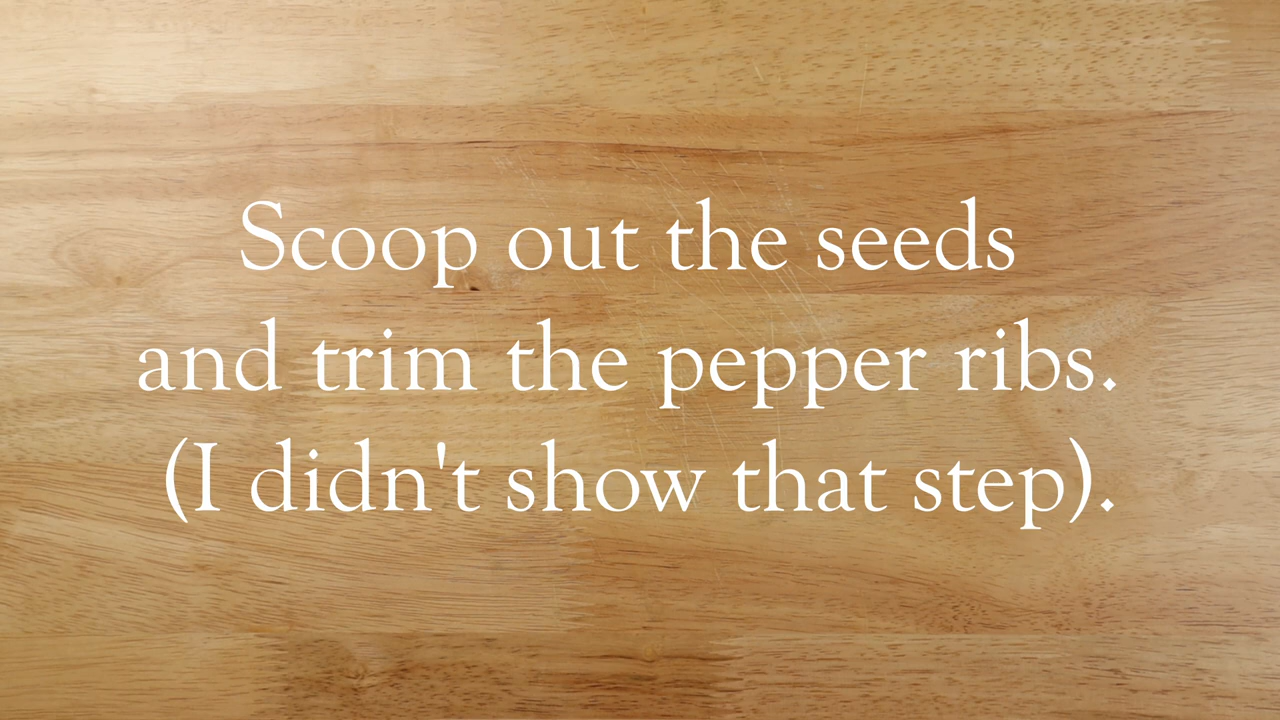 Scoop out the seeds
and trim the pepper ribs.
(I didn't show that step).